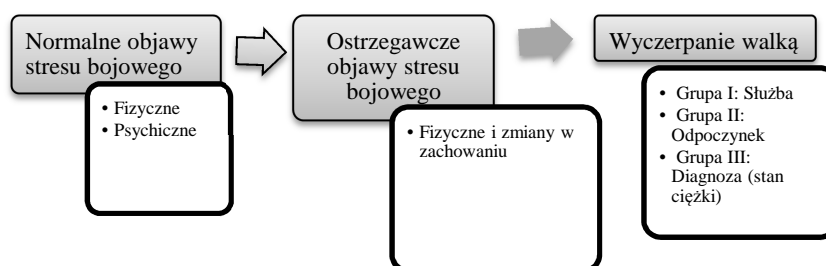 Normalne objawy
stresu bojowego
• Fizyczne
• Psychiczne
Ostrzegawcze
objawy stresu
bojowego
• Fizyczne i zmiany w
zachowaniu
Wyczerpanie walką
• Grupa I: Służba
• Grupa II:
Odpoczynek
• Grupa III:
Diagnoza (stan
ciężki)